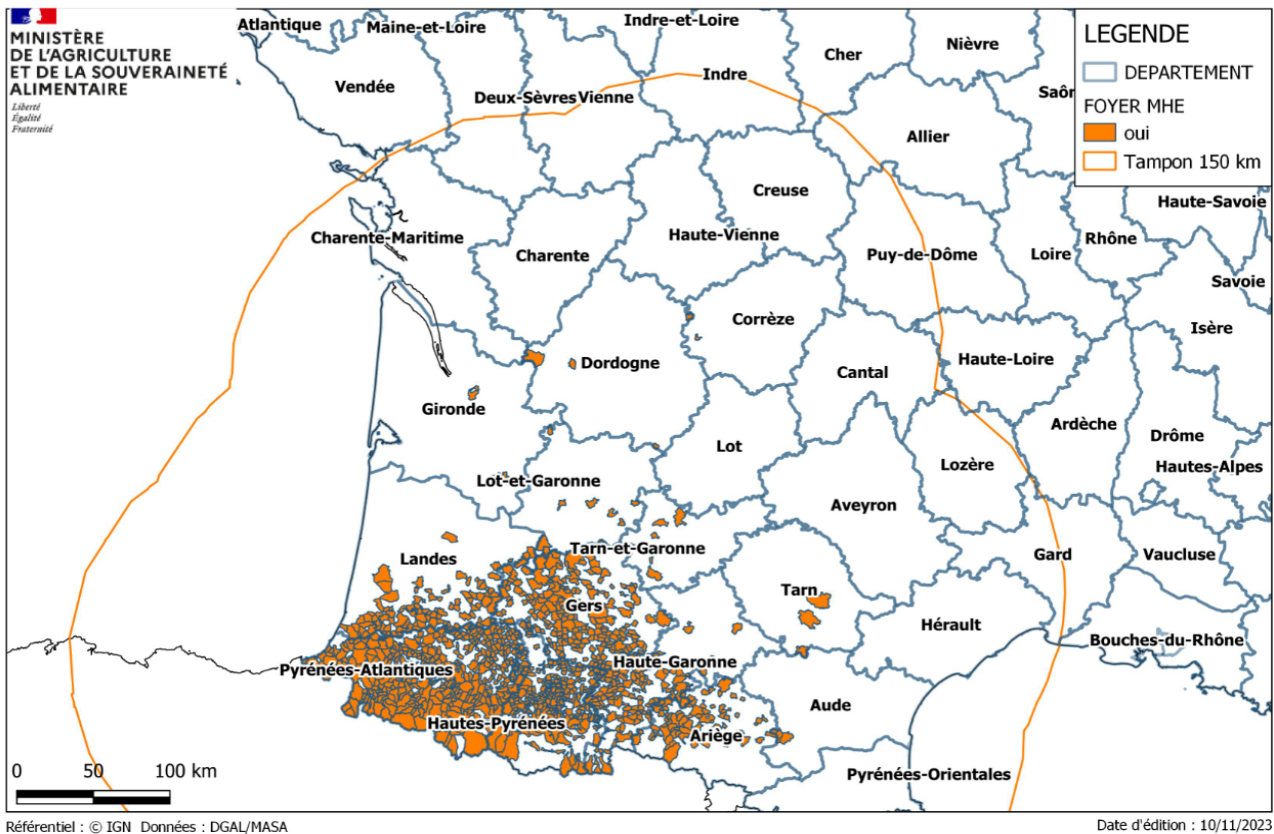 MINISTÈRE
DE L'AGRICULTURE
ET DE LA SOUVERAINETÉ
ALIMENTAIRE
Liberté
Égalité
Fraternité
Atlantique
Maine-et-Loire
Indre-et-Loire
Cher
Nièvre
Vendée
Deux-Sèvres
Vienne
Indre
Saôn
Allier
LEGENDE
DEPARTEMENT
FOYER MHE
oui
Tampon 150 km
Creuse
Haute-Savoie
Charente-Maritime
Charente
Haute-Vienne
Puy-de-Dôme
Loire
Rhône
Savoie
Corrèze
Isère
Dordogne
Cantal
Haute-Loire
Gironde
Lot
Ardèche
Drôme
Lozère
Hautes-Alpes
Lot-et-Garonne
Aveyron
Landes
Tarn-et-Garonne
Gard
Vaucluse
Gers
Tarn
Hérault
Bouches-du-Rhône
Pyrénées-Atlantiques
Haute-Garonne
Aude
Hautes-Pyrénées
Ariège
Pyrénées-Orientales
0 50 100 km
Référentiel : © IGN Données : DGAL/MASA
Date d'édition : 10/11/2023